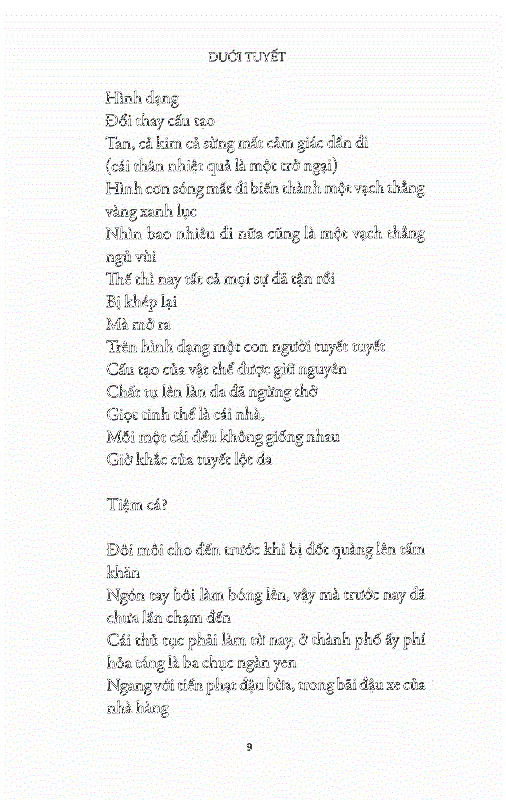 DƯỚI TUYẾT
Hình dạng
Đổi thay cấu tạo
Tan, cả kim cả sừng mất cảm giác dần đi
(cái thân nhiệt quả là một trở ngại)
Hình con sóng mất đi biến thành một vạch thẳng
vàng xanh lục
Nhìn bao nhiêu đi nữa cũng là một vạch thẳng
ngủ vùi
Thế thì nay tất cả mọi sự đã tận rồi
Bị khép lại
Mà mở ra
Trên hình dạng một con người tuyết tuyết
Cấu tạo của vật thể được giữ nguyên
Chất tụ lên làn da đã ngừng thở
Giọt tinh thể là cái nhà,
Mỗi một cái đều không giống nhau
Giờ khắc của tuyết lột da
Tiệm cá?
Đôi môi cho đến trước khi bị đốt quàng lên tấm
khăn
Ngón tay bôi làm bóng lên, vậy mà trước nay đã
chưa lần chạm đến
Cái thủ tục phải làm từ nay, ở thành phố ấy phí
hỏa táng là ba chục ngàn yen
Ngang với tiền phạt đậu bừa, trong bãi đậu xe của
nhà hàng
9